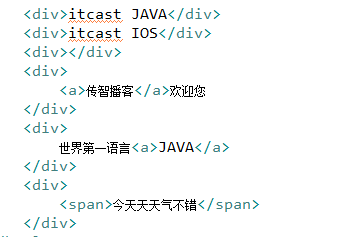 <div>itcast JAVA</div>
<div>itcast IOS</div>
<div></div>
<div>
<a>传智播客</a>欢迎您
</div>
<div>
世界第一语言<a>JAVA</a>
</div>
<div>
<span>今天天天气不错</span>
</div>